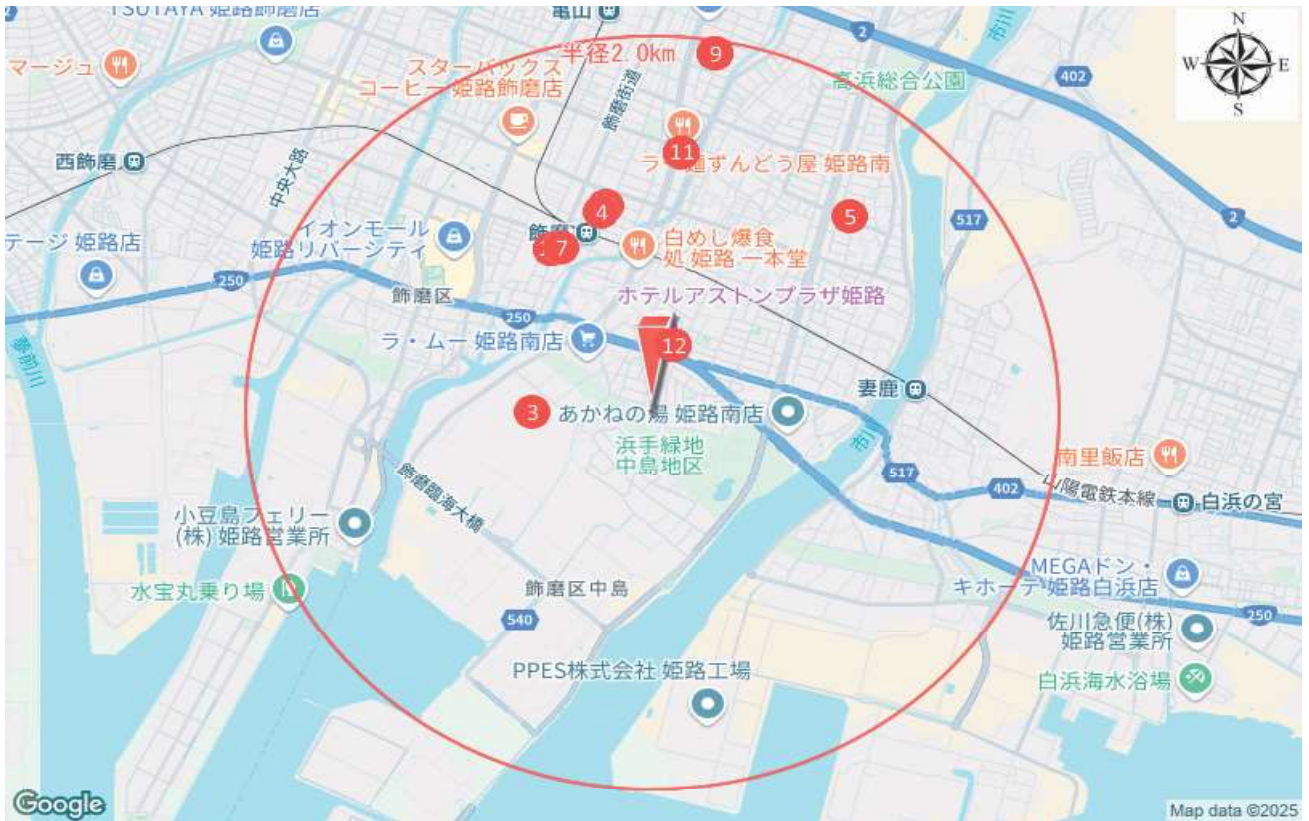 TSUTAYA 姫路飾磨店
亀山
2
市川
N
W
E
S
マージュ
半径2.0km
9
402
高浜総合公園
スターバックス
コーヒー 姫路飾磨店
飾磨街道
西飾磨
中央大路
11
ずんどう屋 姫路南
4
5
517
2
イオンモール
姫路リバーシティ
テージ 姫路店
7
白めし爆食
処 姫路 一本堂
250
飾磨区
ホテルアストンプラザ姫路
250
ラ・ムー 姫路南店
12
夢前川
妻鹿
3
あかねの湯 姫路南店
市川
浜手緑地
中島地区
南里飯店
517
402
山陽電鉄本線
白浜の宮
飾磨臨海大橋
小豆島フェリー
(株) 姫路営業所
水宝丸乗り場
飾磨区中島
MEGAドン・
キホーテ 姫路白浜店
540
250
佐川急便(株)
姫路営業所
PPES株式会社 姫路工場
白浜海水浴場
Google
Map data ©2025